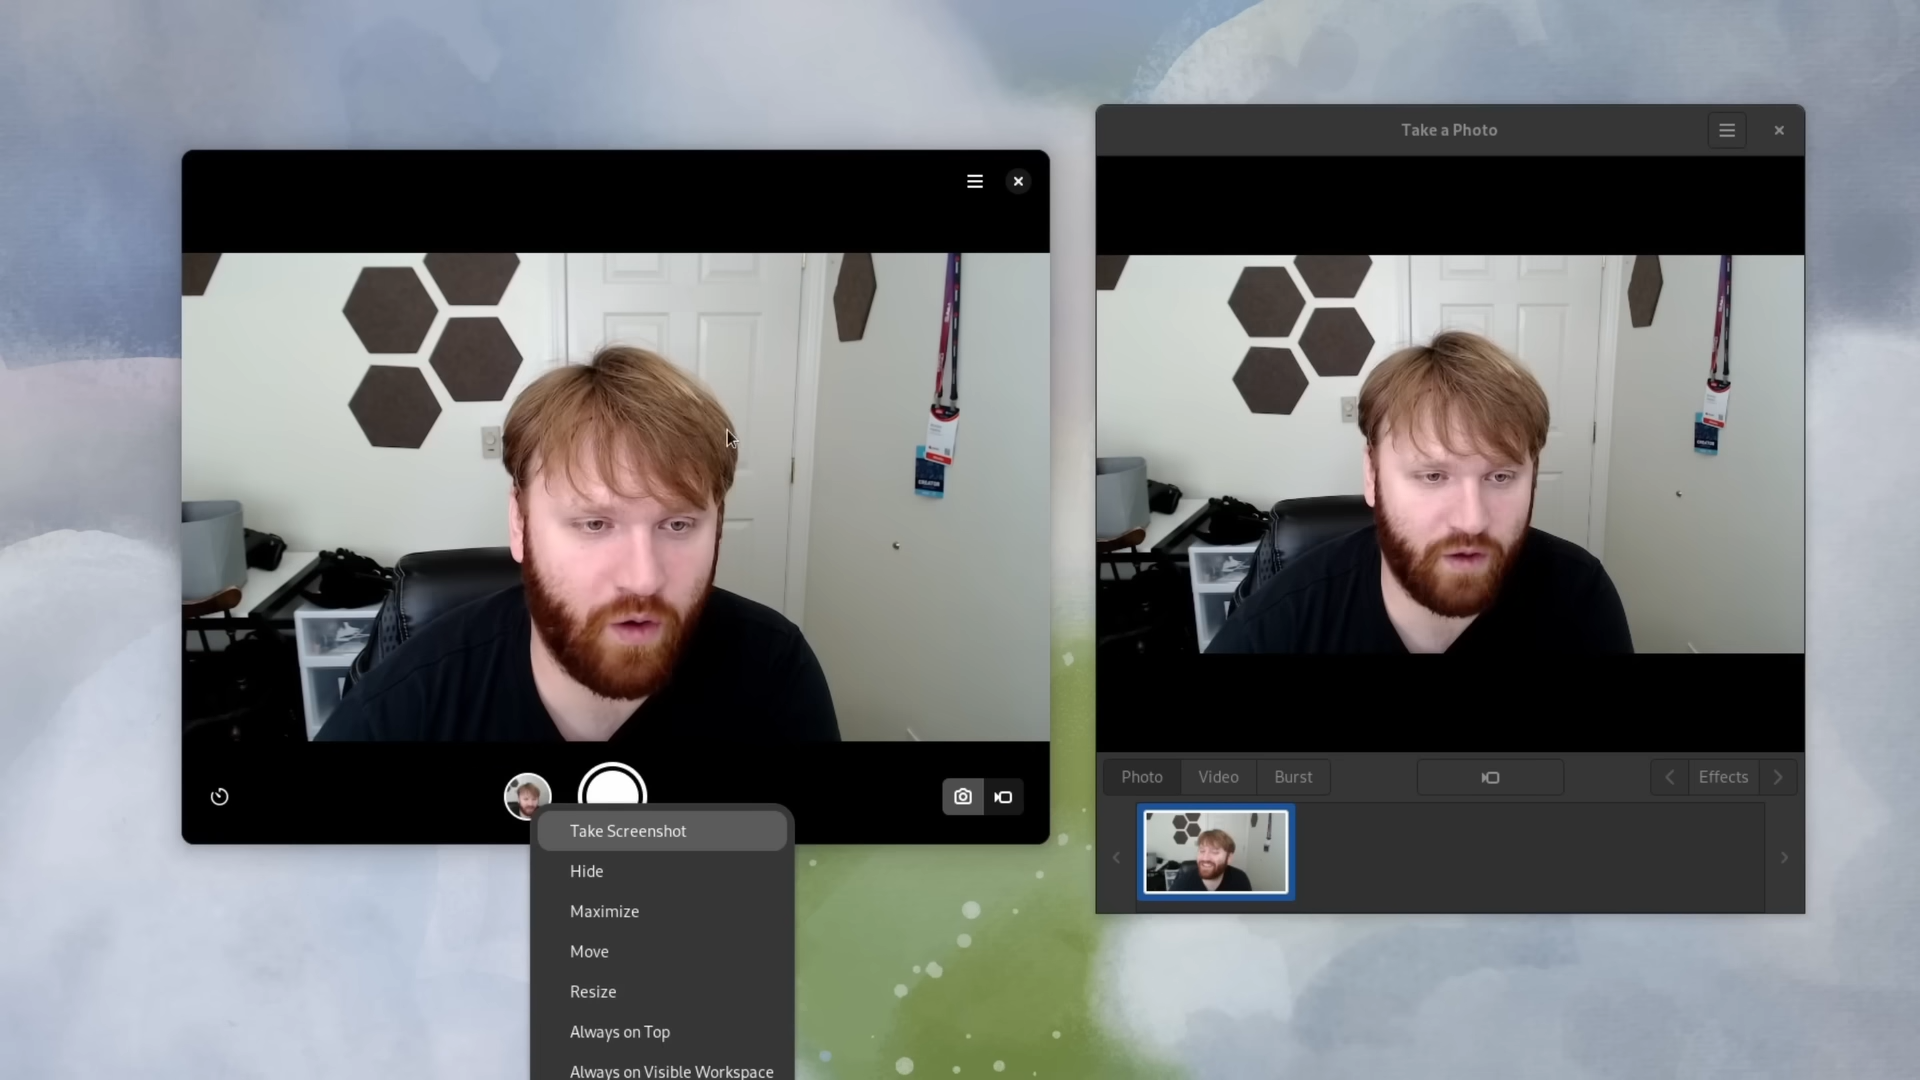 Take a Photo
Photo
Video
Burst
Effects
Take Screenshot
Hide
Maximize
Move
Resize
Always on Top
Always on Visible Workspace